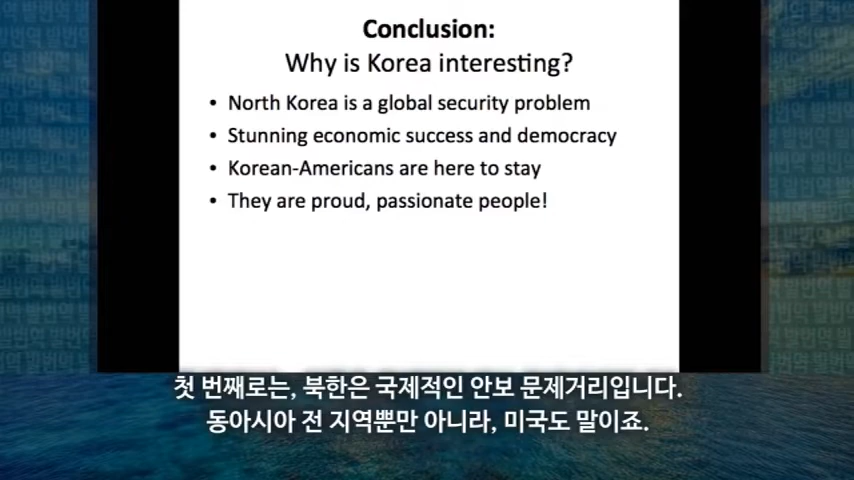 Conclusion:
Why is Korea interesting?
• North Korea is a global security problem
• Stunning economic success and democracy
• Korean-Americans are here to stay
• They are proud, passionate people!
첫 번째로는, 북한은 국제적인 안보 문제거리입니다.
동아시아 전 지역뿐만 아니라, 미국도 말이죠.